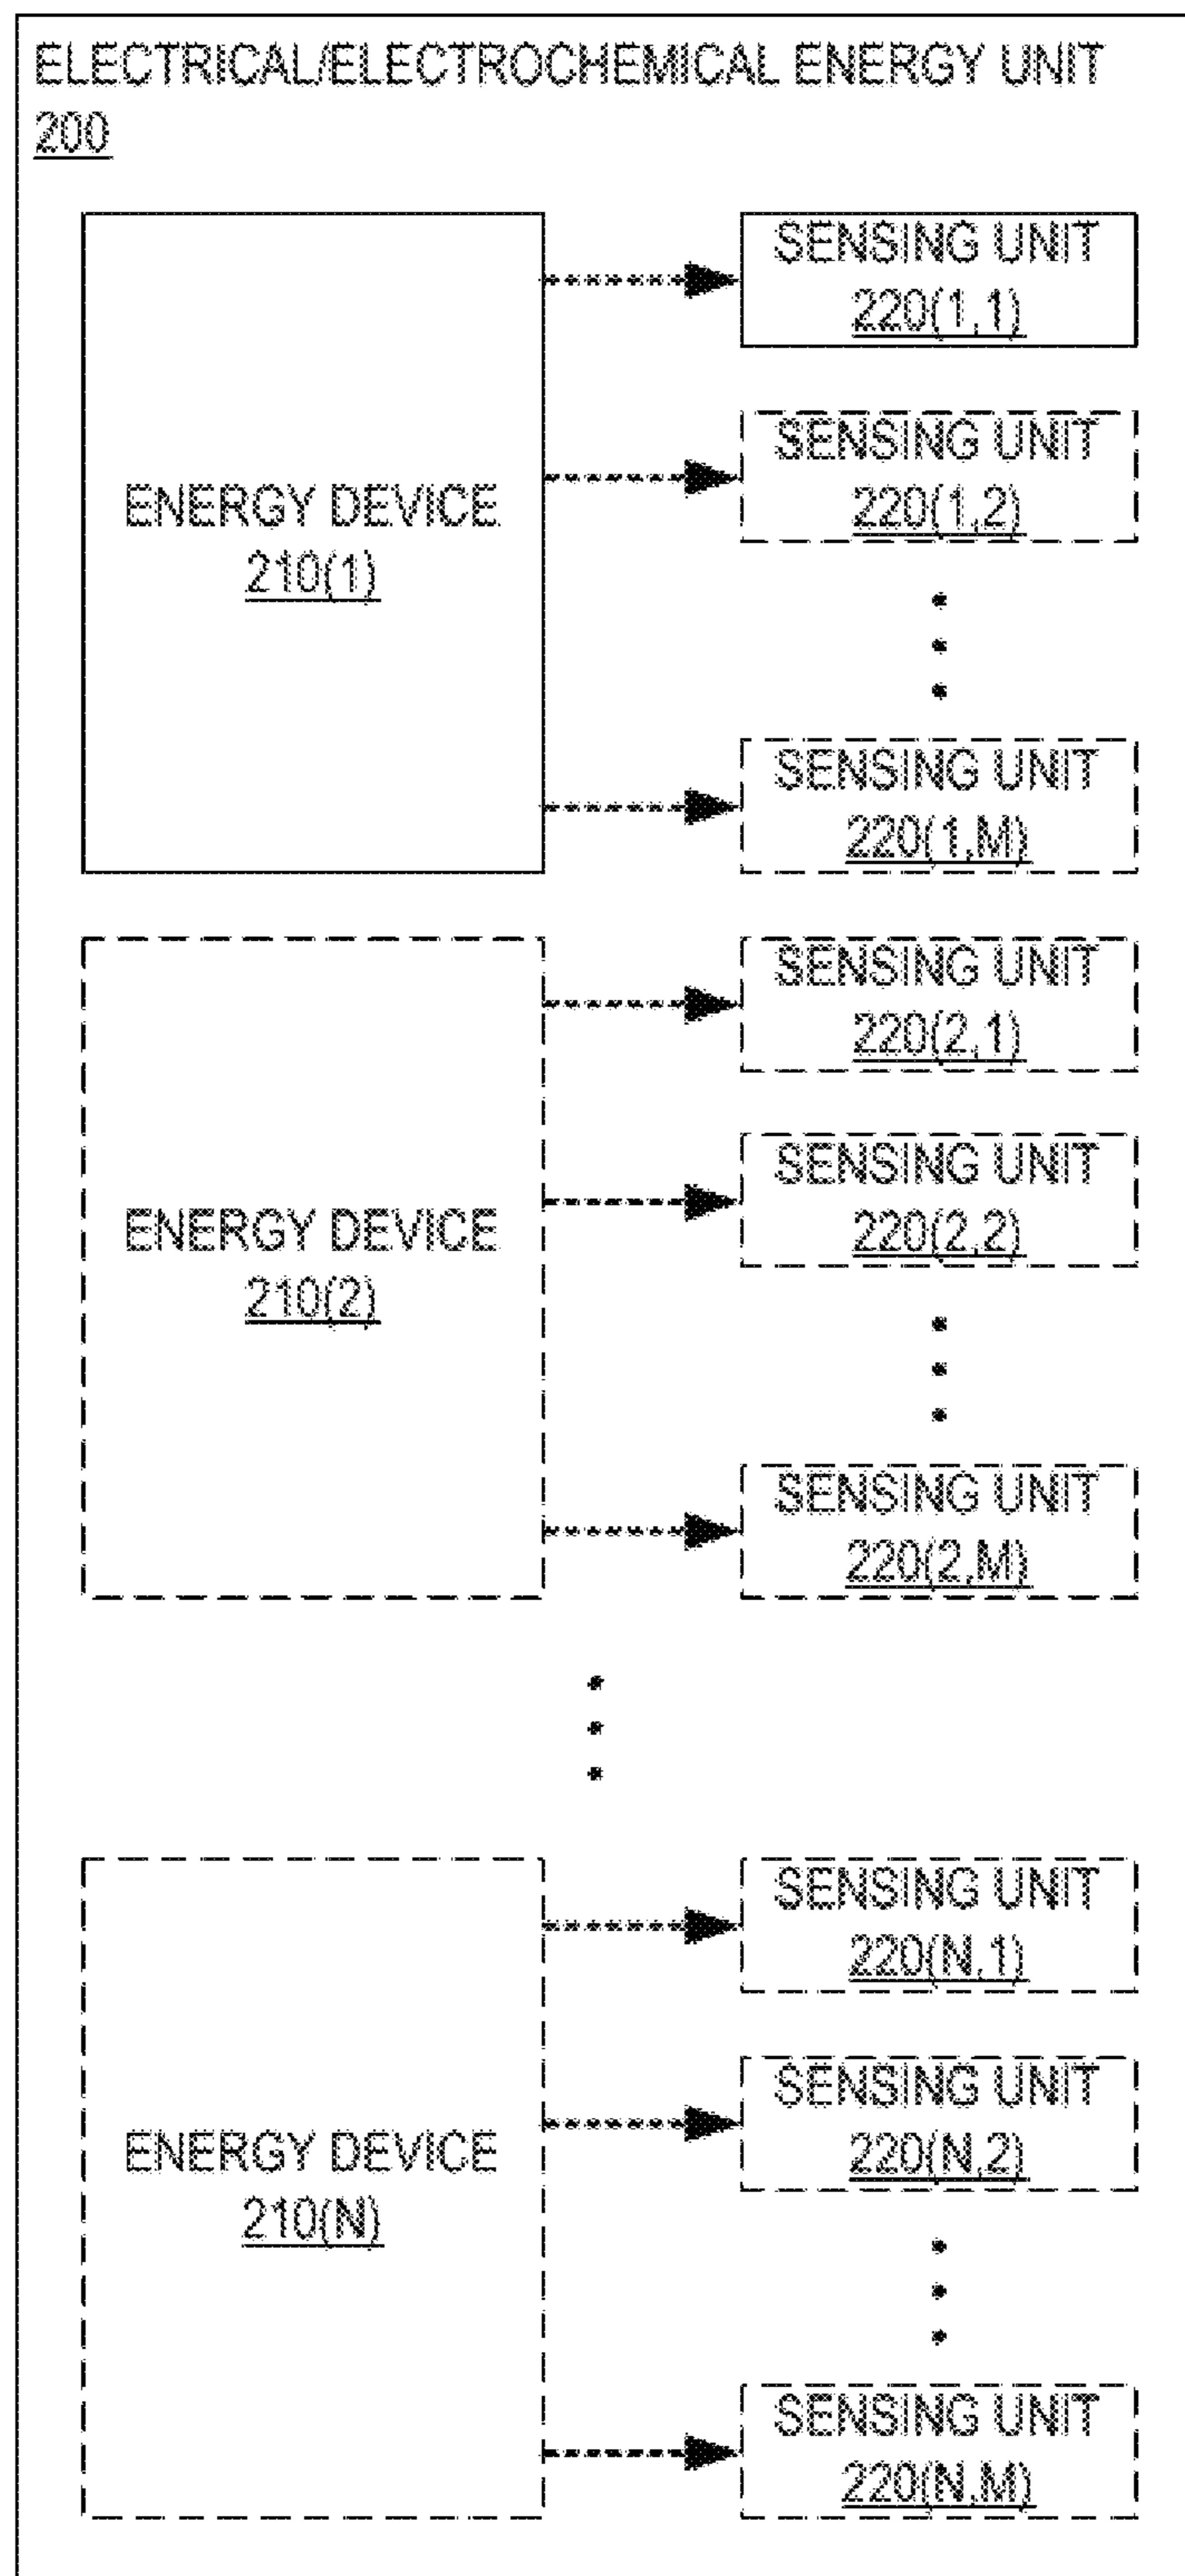 ELECTRICAL/ELECTROCHEMICAL ENERGY UNIT
200
ENERGY DEVICE
210(1)
SENSING UNIT
220(1,1)
SENSING UNIT
220(1,2)
SENSING UNIT
220(1,M)
ENERGY DEVICE
210(2)
SENSING UNIT
220(2,1)
SENSING UNIT
220(2,2)
SENSING UNIT
220(2,M)
ENERGY DEVICE
210(N)
SENSING UNIT
220(N,1)
SENSING UNIT
220(N,2)
SENSING UNIT
220(N,M)